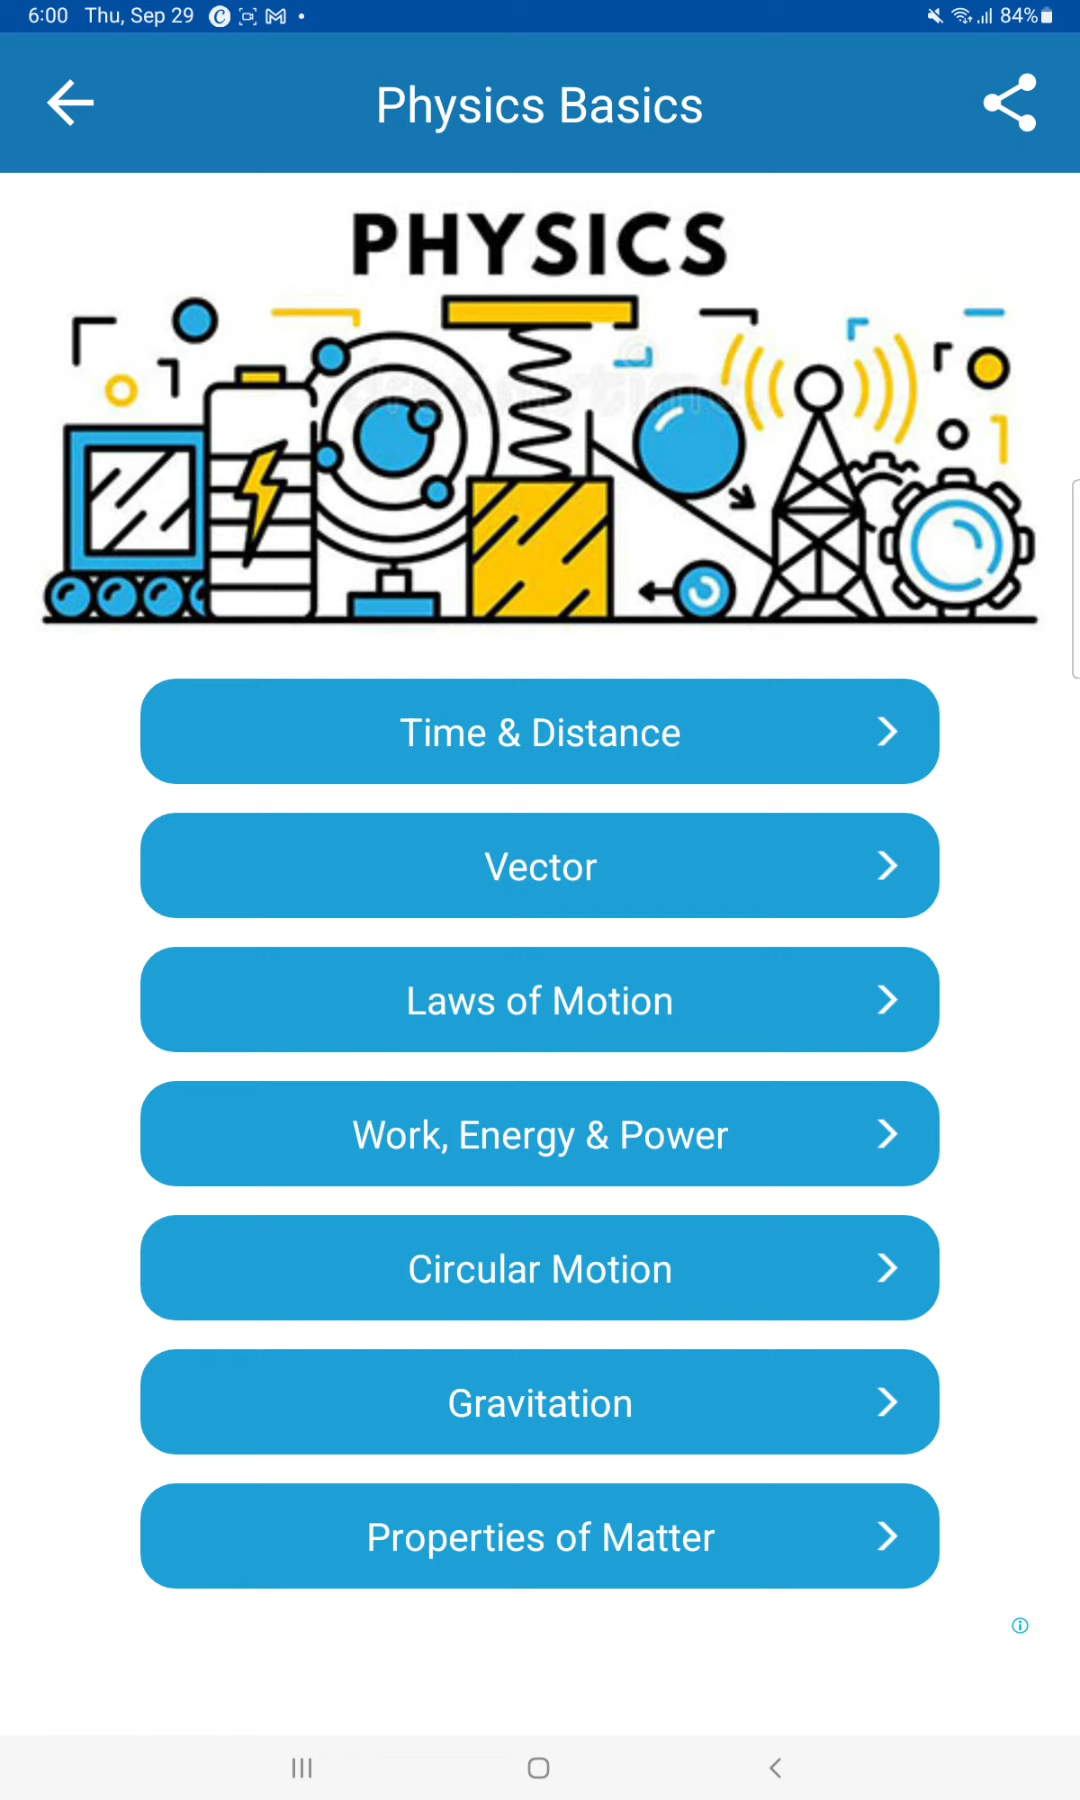 6:00 Thu, Sep 29
84%
Physics Basics
PHYSICS
Time & Distance
Vector
Laws of Motion
Work, Energy & Power
Circular Motion
Gravitation
Properties of Matter